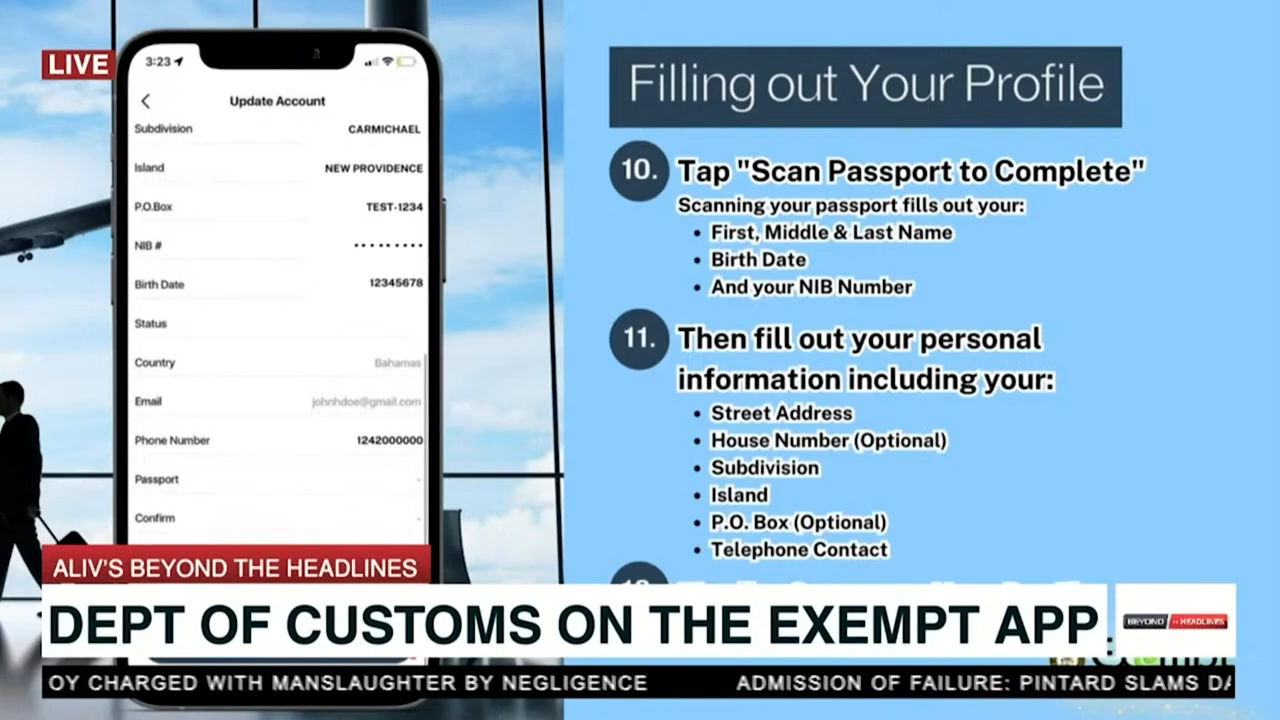 LIVE
3:23
Update Account
Subdivision CARMICHAEL
Island NEW PROVIDENCE
P.O.Box TEST-1234
NIB # • • • • • • • • •
Birth Date 12345678
Status
Country Bahamas
Email johnhdoe@gmail.com
Phone Number 1242000000
Passport -
Confirm -
Filling out Your Profile
10. Tap "Scan Passport to Complete"
Scanning your passport fills out your:
• First, Middle & Last Name
• Birth Date
• And your NIB Number
11. Then fill out your personal
information including your:
• Street Address
• House Number (Optional)
• Subdivision
• Island
• P.O. Box (Optional)
• Telephone Contact
ALIV'S BEYOND THE HEADLINES
DEPT OF CUSTOMS ON THE EXEMPT APP
BEYOND THE HEADLINES
OY CHARGED WITH MANSLAUGHTER BY NEGLIGENCE ADMISSION OF FAILURE: PINTARD SLAMS DA